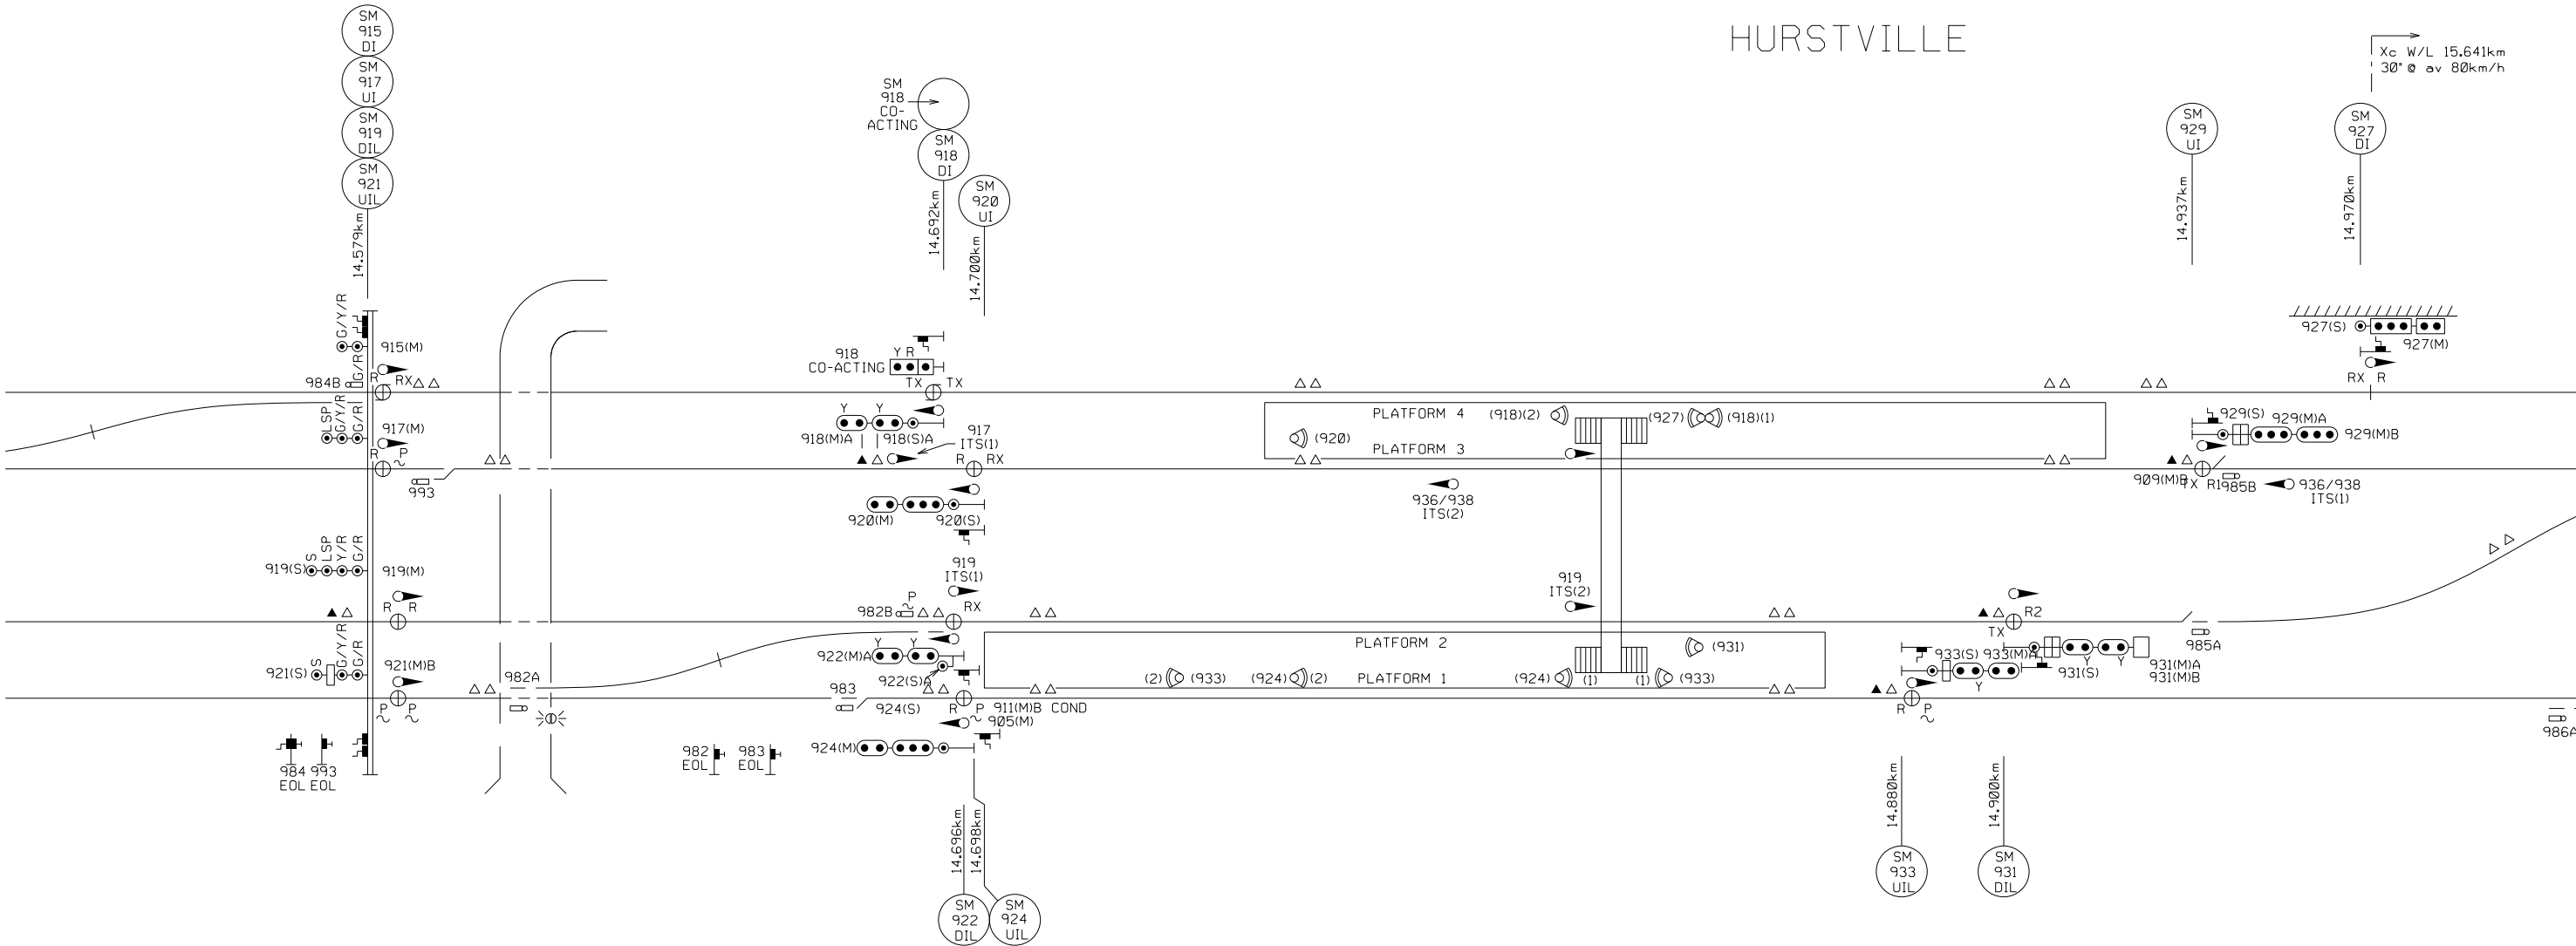 HURSTVILLE
SM
915
DI
SM
917
UI
SM
919
DIL
SM
921
UIL
14.579km
SM
918
CO-
ACTING
SM
918
DI
14.692km
SM
920
UI
14.700km
SM
929
UI
14.937km
SM
927
DI
14.970km
Xc W/L 15.641km
30" @ av 80km/h
G/Y/R
915(M)
G/R
984B
R
RX
918
CO-ACTING
Y R
TX
TX
927(S)
927(M)
RX R
LSP
G/Y/R
G/R
917(M)
R
P
993
Y
Y
918(M)A
918(S)A
917
ITS(1)
R
RX
PLATFORM 4
(918)(2)
(927)
(918)(1)
(920)
PLATFORM 3
929(S)
929(M)A
929(M)B
909(M)B
TX R1
985B
936/938
ITS(1)
936/938
ITS(2)
920(M)
920(S)
S
LSP
Y/R
G/R
919(S)
919(M)
R
R
919
ITS(1)
P
982B
RX
919
ITS(2)
R2
TX
985A
S
G/Y/R
G/R
921(S)
921(M)B
P P
982A
Y
Y
922(M)A
922(S)A
983
924(S)
R
P
911(M)B COND
905(M)
924(M)
PLATFORM 2
(931)
(2)
(933)
(924)
(2)
PLATFORM 1
(924)
(1)
(1)
(933)
933(S)
933(M)A
Y
R
P
Y
Y
931(S)
931(M)A
931(M)B
986A
984
EOL
993
EOL
982
EOL
983
EOL
14.696km
14.698km
SM
922
DIL
SM
924
UIL
14.880km
SM
933
UIL
14.900km
SM
931
DIL